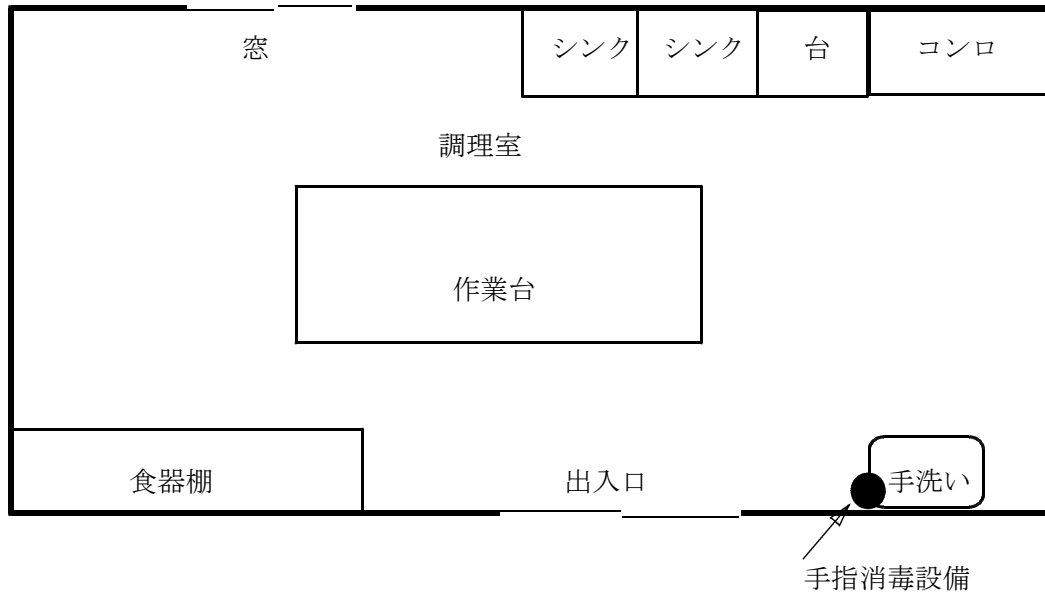 窓
シンク
シンク
台
コンロ
調理室
作業台
食器棚
出入口
手洗い
手指消毒設備